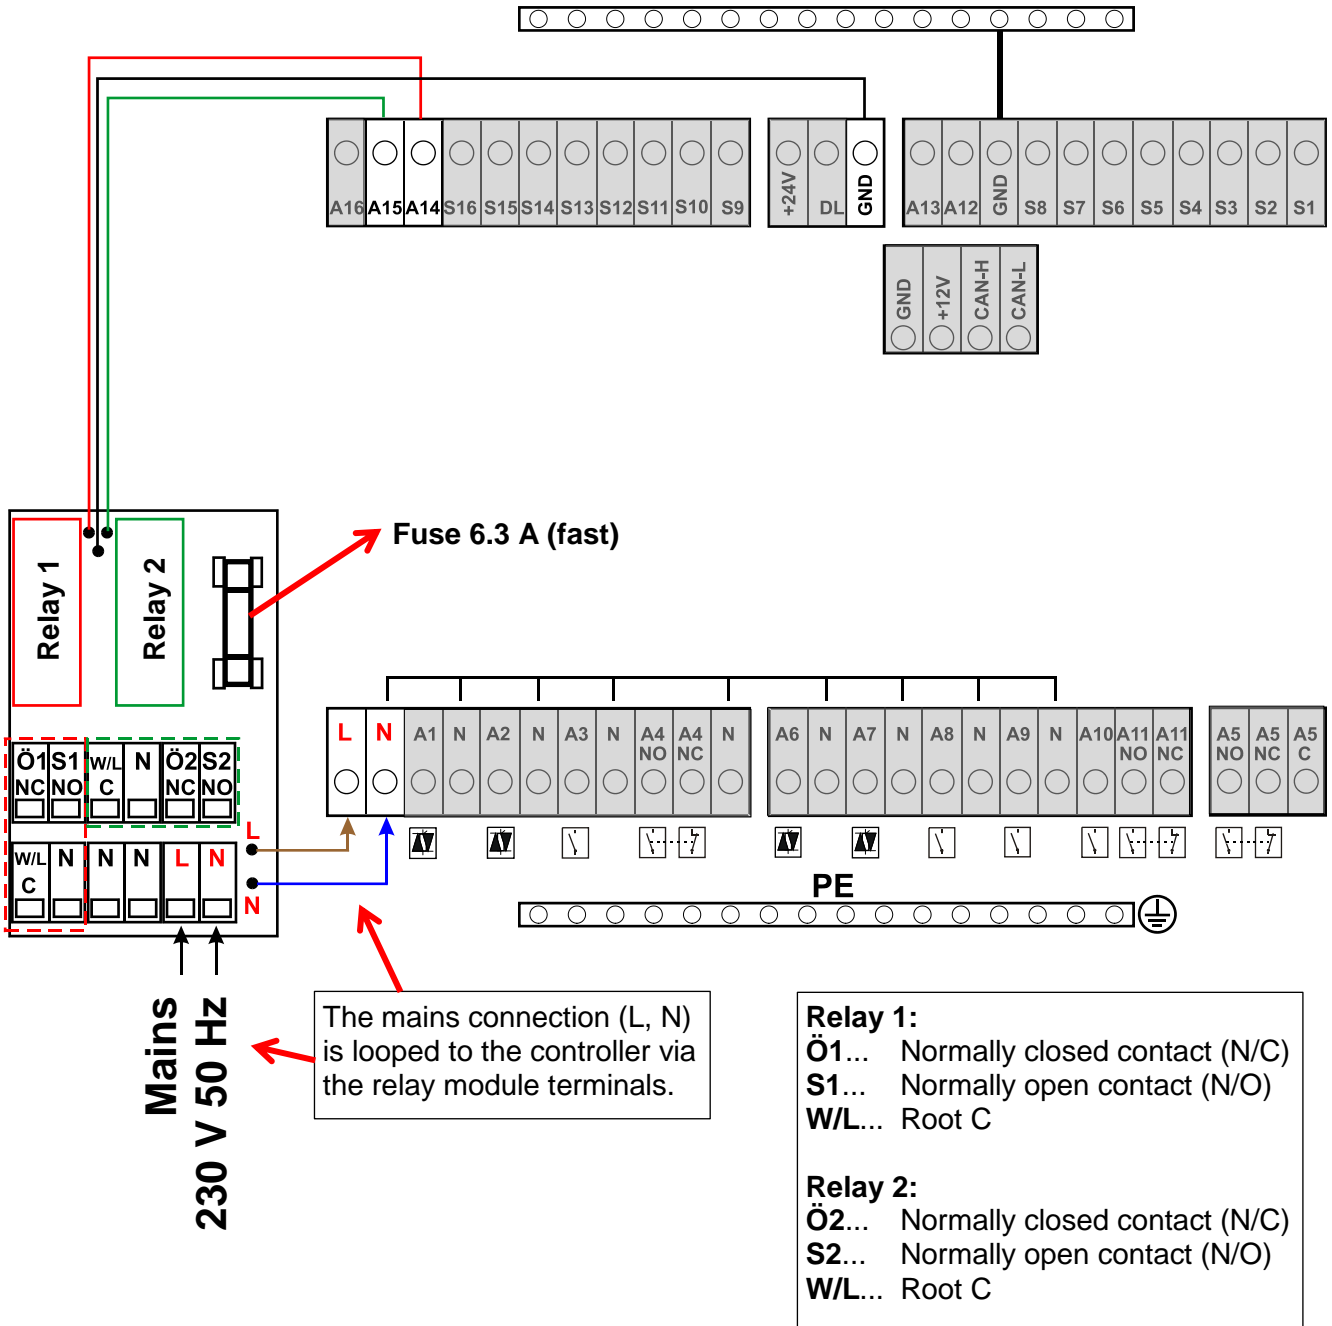 A16 A15 A14 S16 S15 S14 S13 S12 S11 S10 S9 +24V DL GND A13 A12 GND S8 S7 S6 S5 S4 S3 S2 S1
GND +12V CAN-H CAN-L
Fuse 6.3 A (fast)
Relay 1
Relay 2
L N A1 N A2 N A3 N A4 NO A4 NC N A6 N A7 N A8 N A9 N A10 A11 NO A11 NC A5 NO A5 NC A5 C
Ö1 NC S1 NO W/L C N Ö2 NC S2 NO
L
W/L C N N N L N
N
PE
Mains
230 V 50 Hz
The mains connection (L, N)
is looped to the controller via
the relay module terminals.
Relay 1:
Ö1... Normally closed contact (N/C)
S1... Normally open contact (N/O)
W/L... Root C
Relay 2:
Ö2... Normally closed contact (N/C)
S2... Normally open contact (N/O)
W/L... Root C